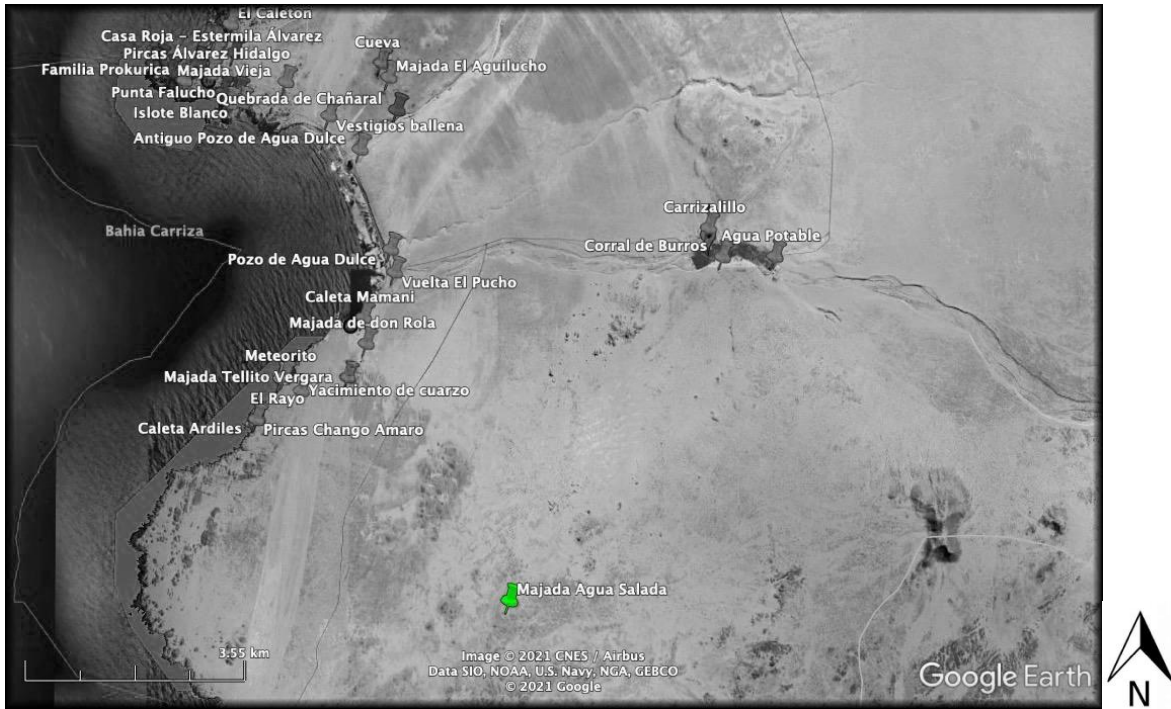 El Caleton
Casa Roja - Estermila Álvarez
Cueva
Pircas Álvarez Hidalgo
Majada El Aguilucho
Familia Prokurica
Majada Vieja
Punta Falucho
Quebrada de Chañaral
Islote Blanco
Vestigios ballena
Antiguo Pozo de Agua Dulce
Carrizalillo
Bahia Carriza
Agua Potable
Corral de Burros
Pozo de Agua Dulce
Vuelta El Pucho
Caleta Mamani
Majada de don Rola
Meteorito
Majada Tellito Vergara
Yacimiento de cuarzo
El Rayo
Caleta Ardiles
Pircas Chango Amaro
Majada Agua Salada
3.55 km
Image © 2021 CNES / Airbus
Data SIO, NOAA, U.S. Navy, NGA, GEBCO
© 2021 Google
Google Earth
N